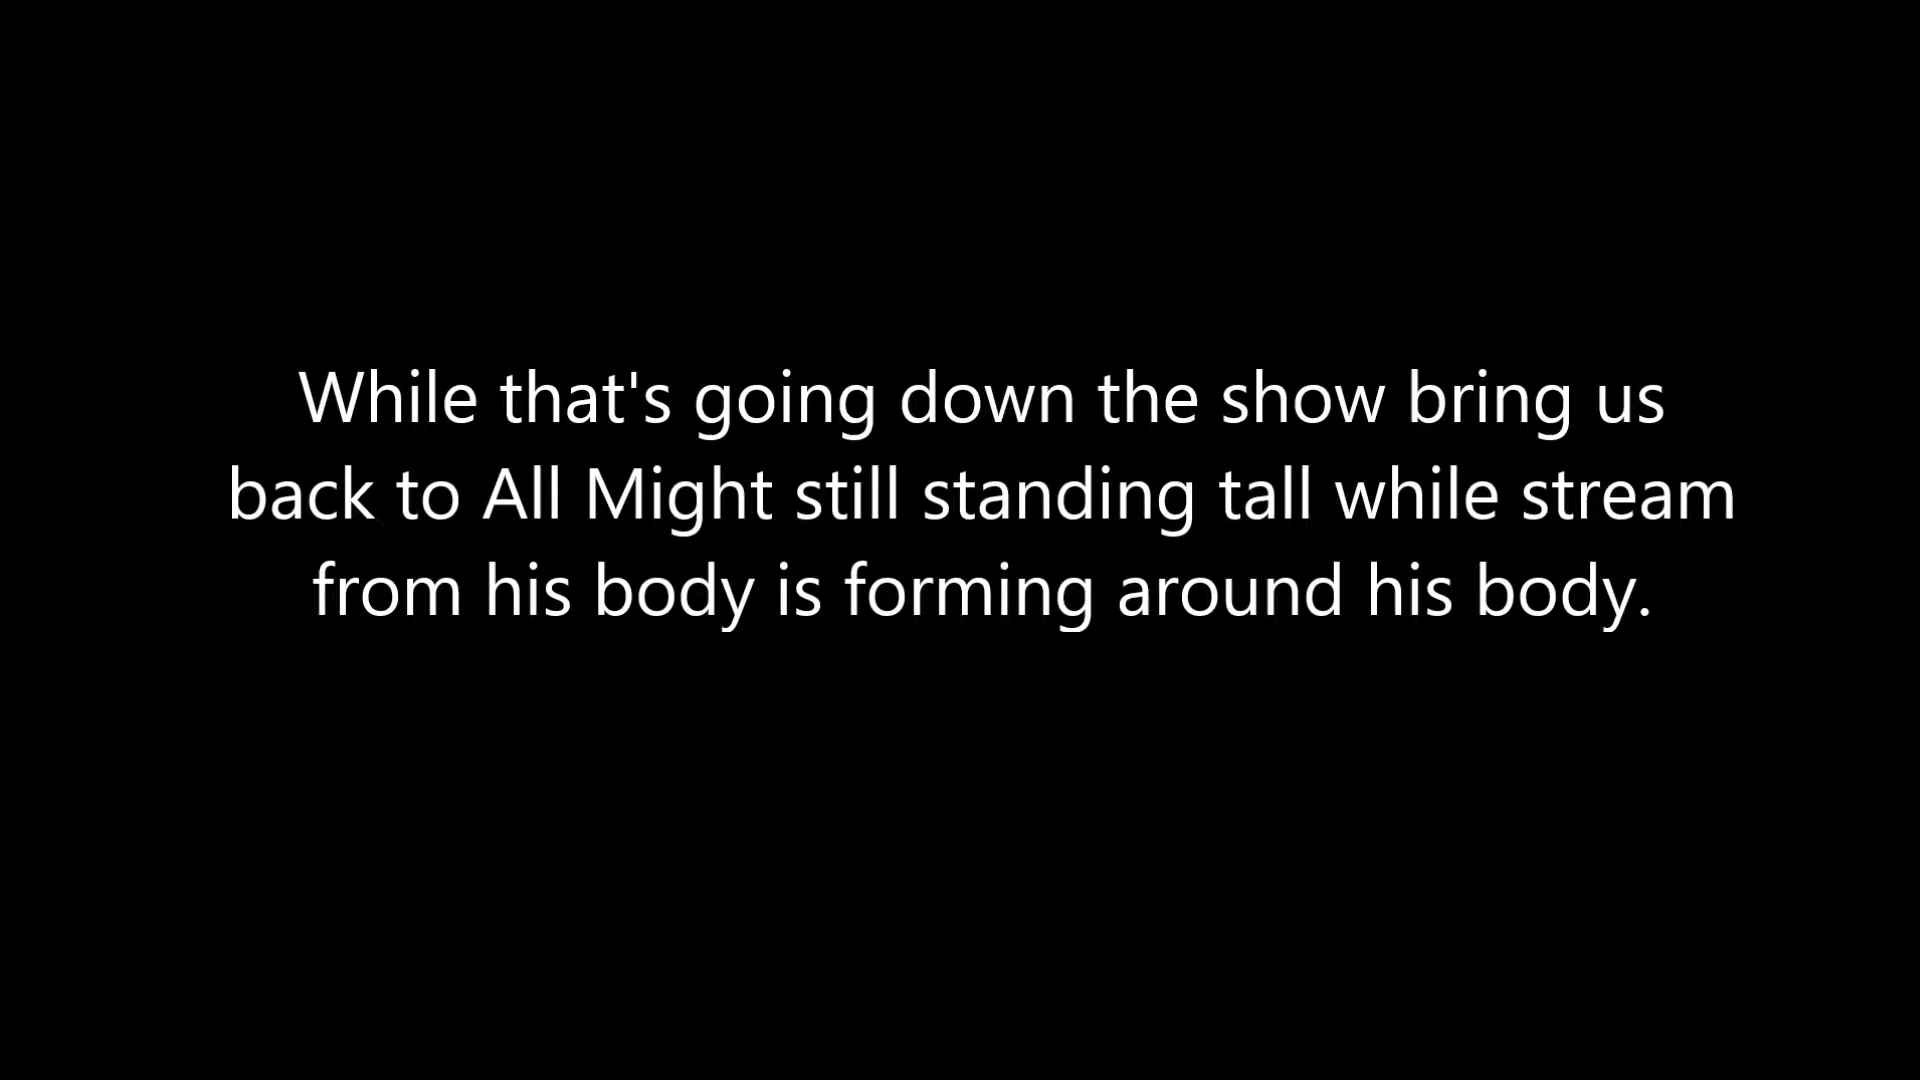 While that's going down the show bring us
back to All Might still standing tall while stream
from his body is forming around his body.